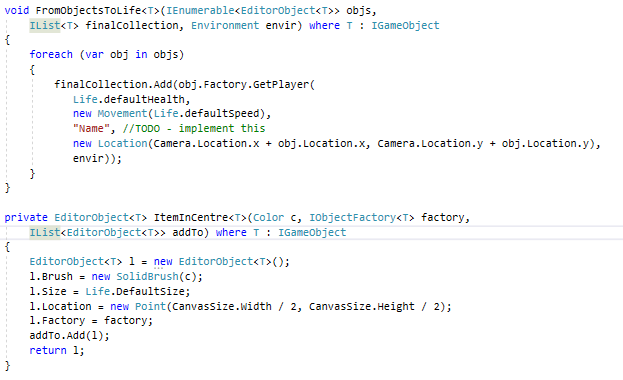 void FromObjectsToLife<T>(IEnumerable<EditorObject<T>> objs,
    IList<T> finalCollection, Environment envir) where T : IGameObject
{
    foreach (var obj in objs)
    {
        finalCollection.Add(obj.Factory.GetPlayer(
           Life.defaultHealth,
           new Movement(Life.defaultSpeed),
           "Name", //TODO - implement this
           new Location(Camera.Location.x + obj.Location.x, Camera.Location.y + obj.Location.y),
           envir));
    }
}

private EditorObject<T> ItemInCentre<T>(Color c, IObjectFactory<T> factory,
    IList<EditorObject<T>> addTo) where T : IGameObject
{
    EditorObject<T> l = new EditorObject<T>();
    l.Brush = new SolidBrush(c);
    l.Size = Life.DefaultSize;
    l.Location = new Point(CanvasSize.Width / 2, CanvasSize.Height / 2);
    l.Factory = factory;
    addTo.Add(l);
    return l;
}